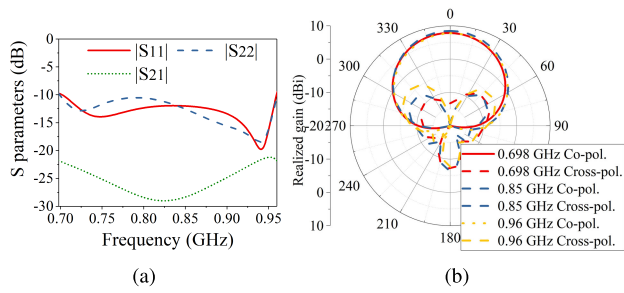 |S11| |S22|
|S21|
0
-5
-10
-15
-20
-25
-30
S parameters (dB)
0.70 0.75 0.80 0.85 0.90 0.95
Frequency (GHz)
(a)
10
0
-10
-20
-10
0
10
Realized gain (dBi)
0
30
60
90
180
210
240
270
300
330
0.698 GHz Co-pol.
0.698 GHz Cross-pol.
0.85 GHz Co-pol.
0.85 GHz Cross-pol.
0.96 GHz Co-pol.
0.96 GHz Cross-pol.
(b)